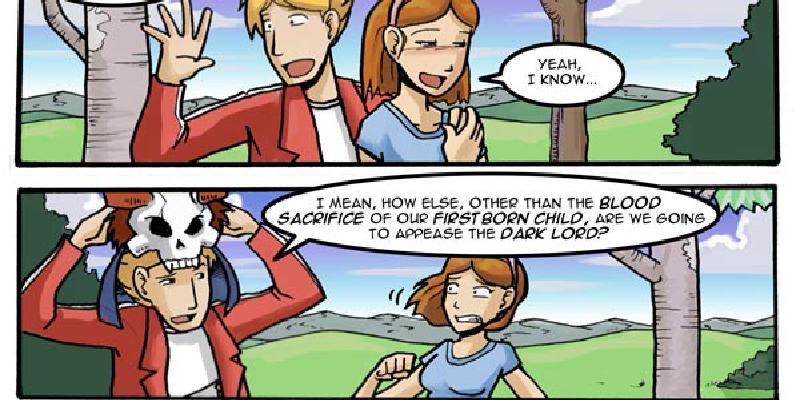 YEAH,
I KNOW...
I MEAN, HOW ELSE, OTHER THAN THE BLOOD
SACRIFICE OF OUR FIRSTBORN CHILD, ARE WE GOING
TO APPEASE THE DARK LORD?